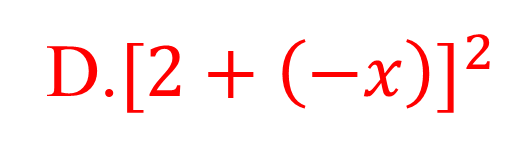 D.[2 + (−x)]²